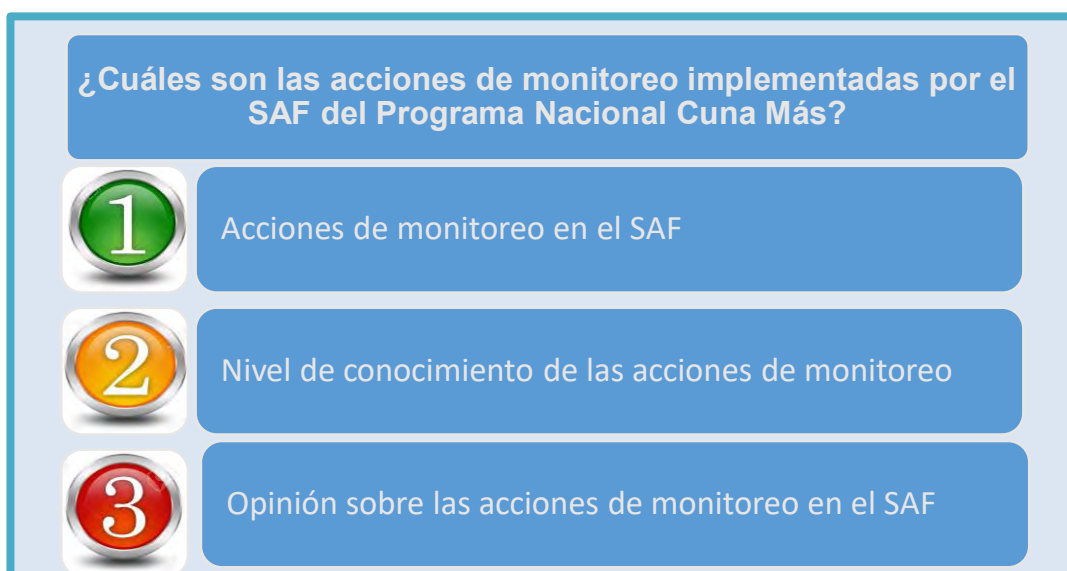 ¿Cuáles son las acciones de monitoreo implementadas por el
SAF del Programa Nacional Cuna Más?
1
Acciones de monitoreo en el SAF
2
Nivel de conocimiento de las acciones de monitoreo
3
Opinión sobre las acciones de monitoreo en el SAF